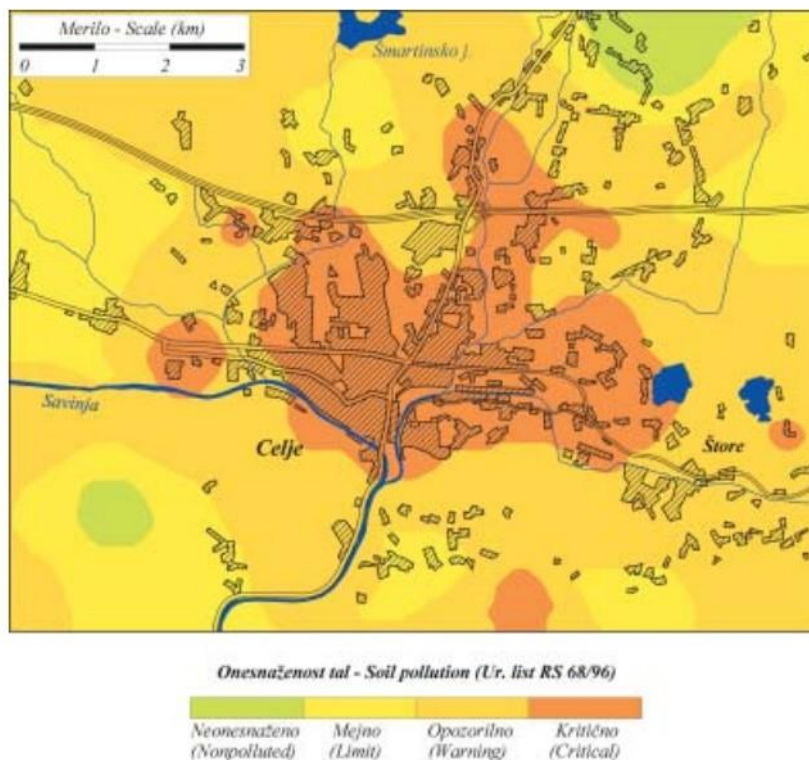 Merilo - Scale (km)
0 1 2 3
Šmartinsko j.
Savinja
Celje
Štore
Onesnaženost tal - Soil pollution (Ur. list RS 68/96)
Neonesnaženo Mejno Opozorilno Kritično
(Nonpolluted) (Limit) (Warning) (Critical)